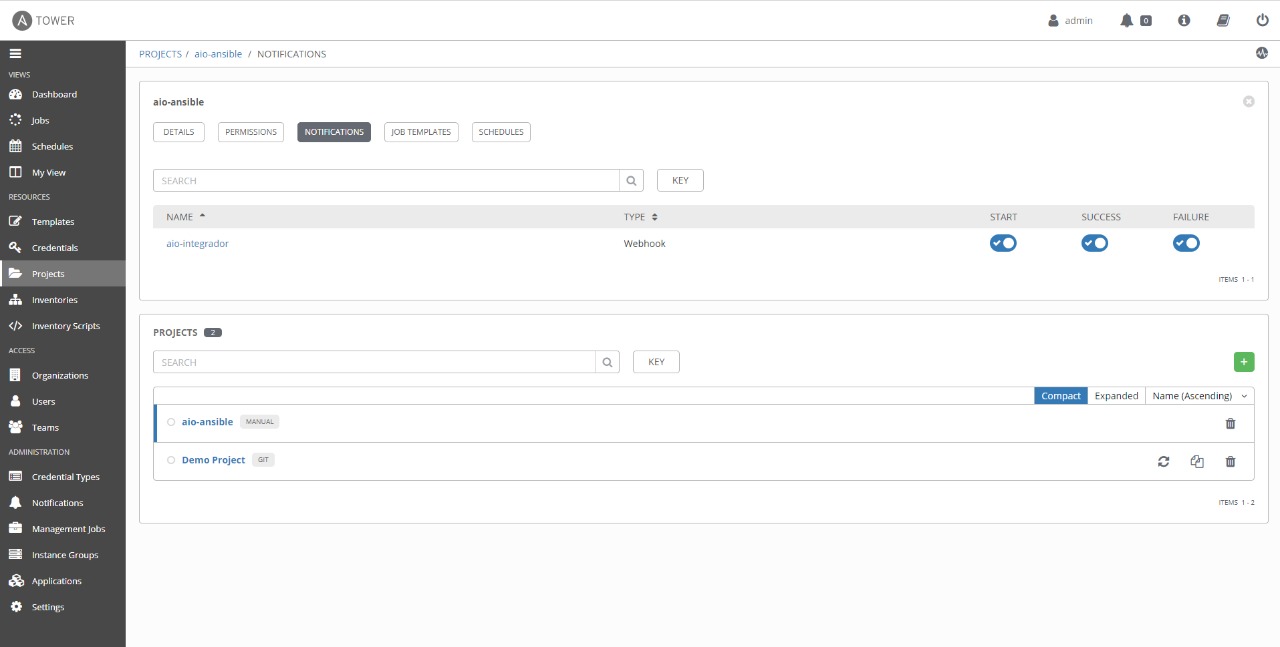 A TOWER
admin
0
PROJECTS / aio-ansible / NOTIFICATIONS
VIEWS
Dashboard
Jobs
Schedules
My View
RESOURCES
Templates
Credentials
Projects
Inventories
Inventory Scripts
ACCESS
Organizations
Users
Teams
ADMINISTRATION
Credential Types
Notifications
Management Jobs
Instance Groups
Applications
Settings
aio-ansible
DETAILS PERMISSIONS NOTIFICATIONS JOB TEMPLATES SCHEDULES
SEARCH KEY
NAME TYPE START SUCCESS FAILURE
aio-integrador Webhook
ITEMS 1 - 1
PROJECTS 2
SEARCH KEY
Compact Expanded Name (Ascending)
aio-ansible MANUAL
Demo Project GIT
ITEMS 1 - 2